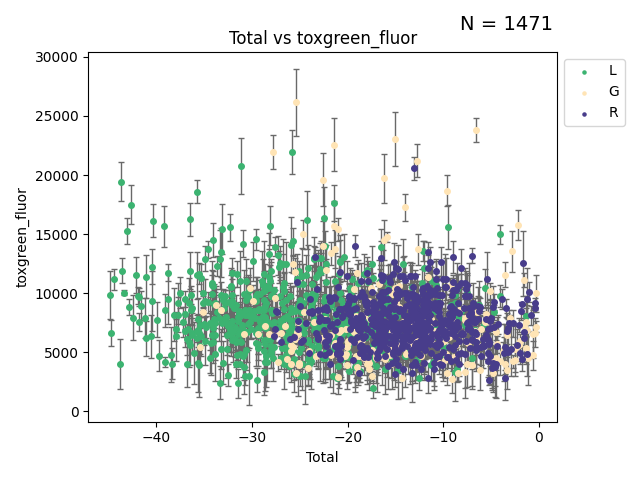 N = 1471
Total vs toxgreen_fluor
30000
25000
20000
15000
10000
5000
0
toxgreen_fluor
−40
−30
−20
−10
0
Total
L
G
R